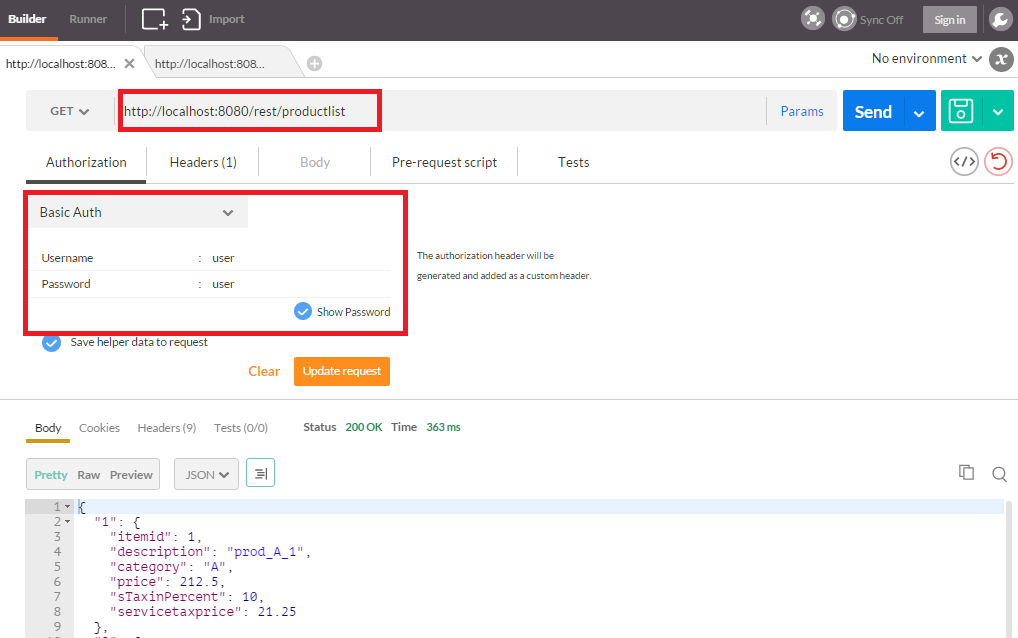 Builder Runner Import Sync Off Sign in
http://localhost:808... http://localhost:808... No environment
GET http://localhost:8080/rest/productlist Params Send
Authorization Headers (1) Body Pre-request script Tests
Basic Auth
Username : user
Password : user
Show Password
The authorization header will be
generated and added as a custom header.
Save helper data to request
Clear Update request
Body Cookies Headers (9) Tests (0/0) Status 200 OK Time 363 ms
Pretty Raw Preview JSON
1 {
2 "1": {
3 "itemid": 1,
4 "description": "prod_A_1",
5 "category": "A",
6 "price": 212.5,
7 "sTaxinPercent": 10,
8 "servicetaxprice": 21.25
9 },